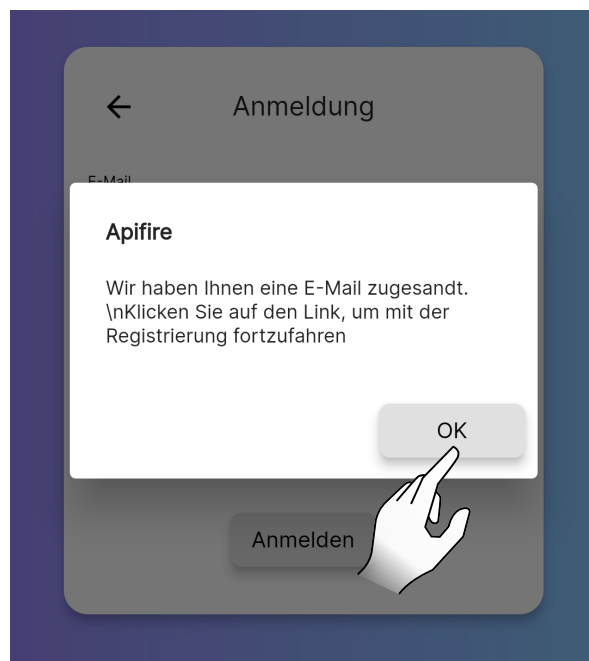 Anmeldung
E-Mail
Apifire
Wir haben Ihnen eine E-Mail zugesandt.
\nKlicken Sie auf den Link, um mit der
Registrierung fortzufahren
OK
Anmelden